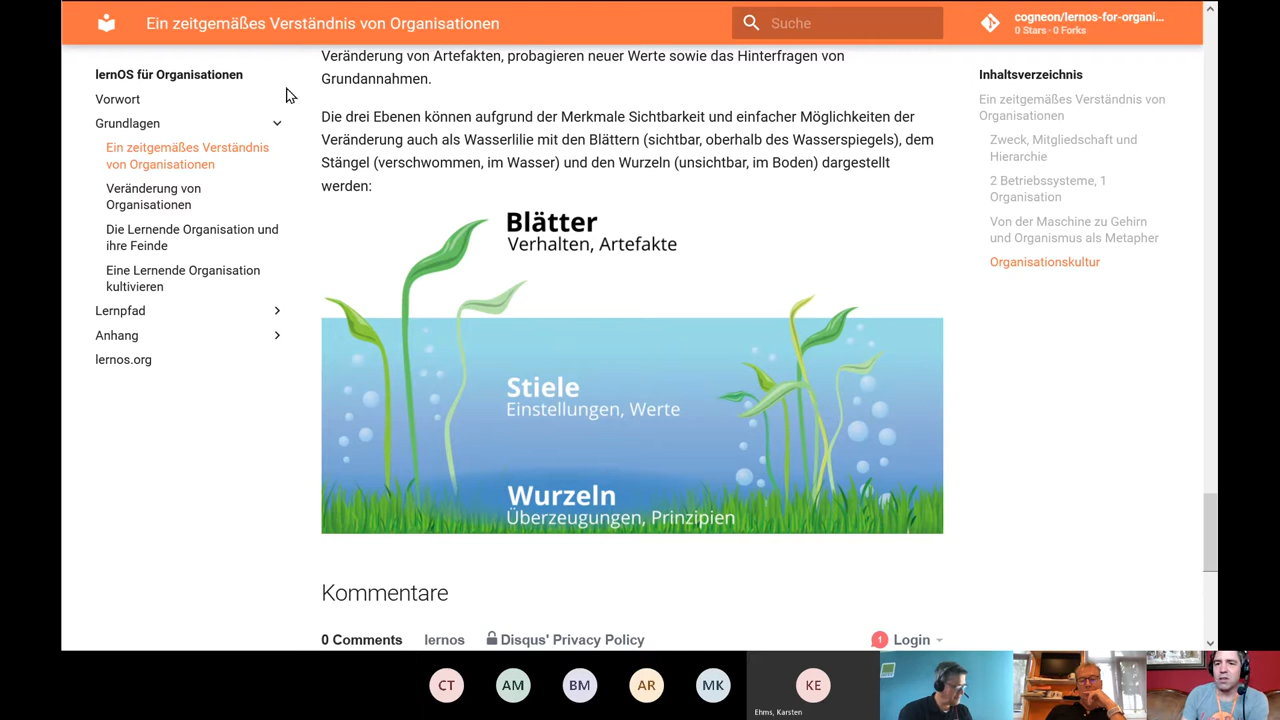 Ein zeitgemäßes Verständnis von Organisationen
Suche
cogneon/lernos-for-organi...
0 Stars · 0 Forks
lernOS für Organisationen
Vorwort
Grundlagen
Ein zeitgemäßes Verständnis
von Organisationen
Veränderung von
Organisationen
Die Lernende Organisation und
ihre Feinde
Eine Lernende Organisation
kultivieren
Lernpfad
Anhang
lernos.org
Veränderung von Artefakten, probagieren neuer Werte sowie das Hinterfragen von
Grundannahmen.
Die drei Ebenen können aufgrund der Merkmale Sichtbarkeit und einfacher Möglichkeiten der
Veränderung auch als Wasserlilie mit den Blättern (sichtbar, oberhalb des Wasserspiegels), dem
Stängel (verschwommen, im Wasser) und den Wurzeln (unsichtbar, im Boden) dargestellt
werden:
Blätter
Verhalten, Artefakte
Stiele
Einstellungen, Werte
Wurzeln
Überzeugungen, Prinzipien
Kommentare
0 Comments
lernos
Disqus' Privacy Policy
1
Login
Inhaltsverzeichnis
Ein zeitgemäßes Verständnis von
Organisationen
Zweck, Mitgliedschaft und
Hierarchie
2 Betriebssysteme, 1
Organisation
Von der Maschine zu Gehirn
und Organismus als Metapher
Organisationskultur
CT
AM
BM
AR
MK
KE
Ehms, Karsten